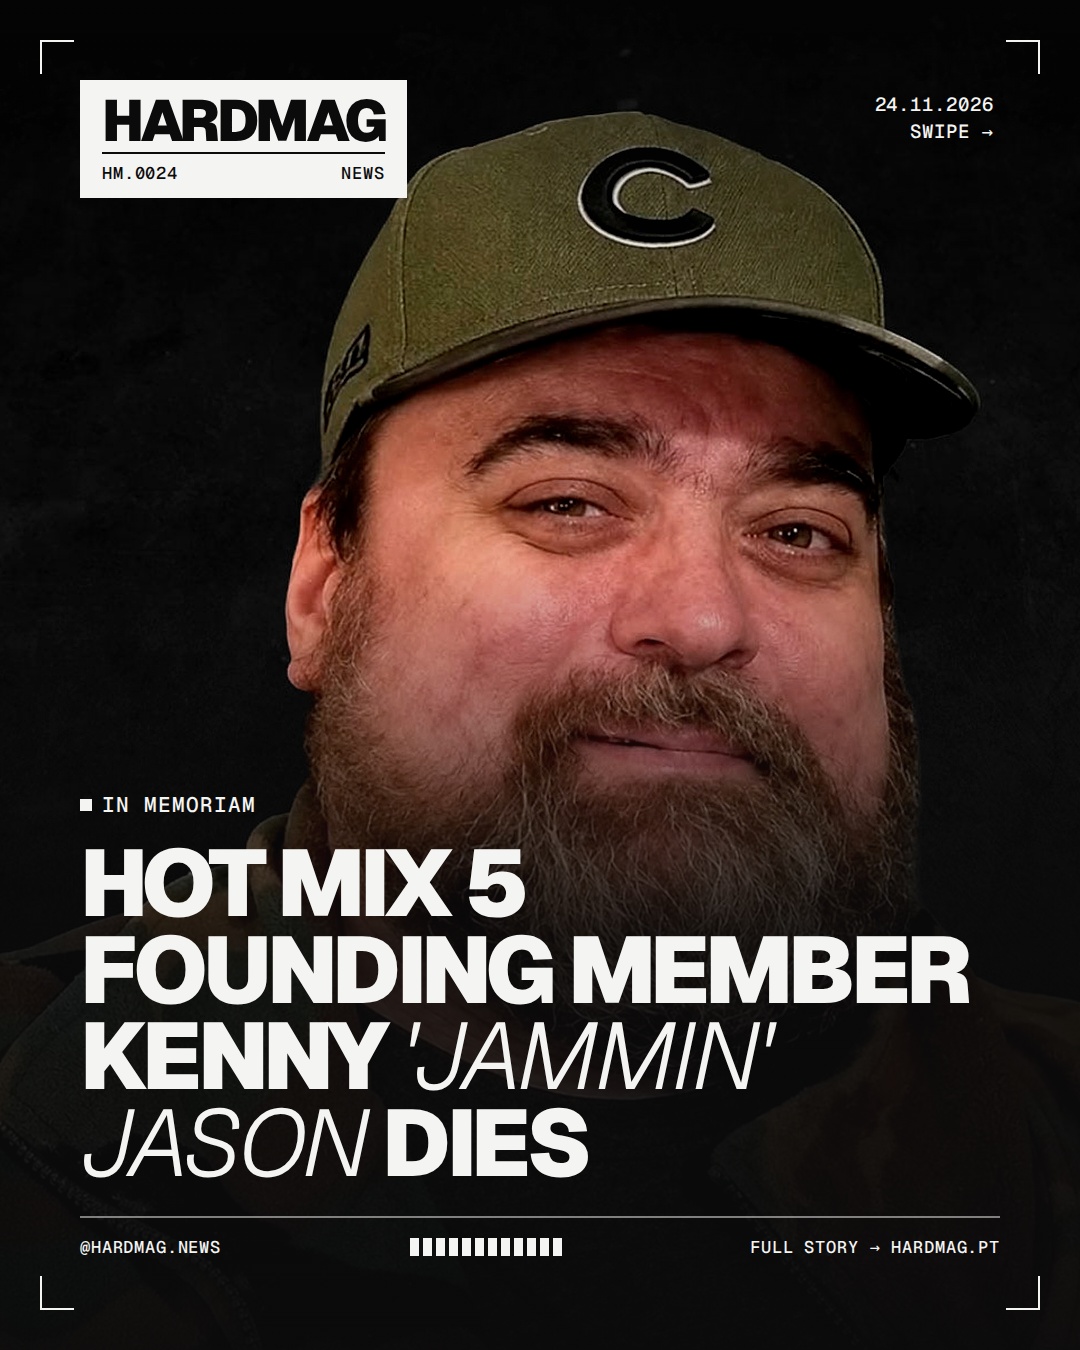 HARDMAG
HM.0024 NEWS
24.11.2026
SWIPE →
C
IN MEMORIAM
HOT MIX 5
FOUNDING MEMBER
KENNY 'JAMMIN'
JASON DIES
@HARDMAG.NEWS
FULL STORY → HARDMAG.PT